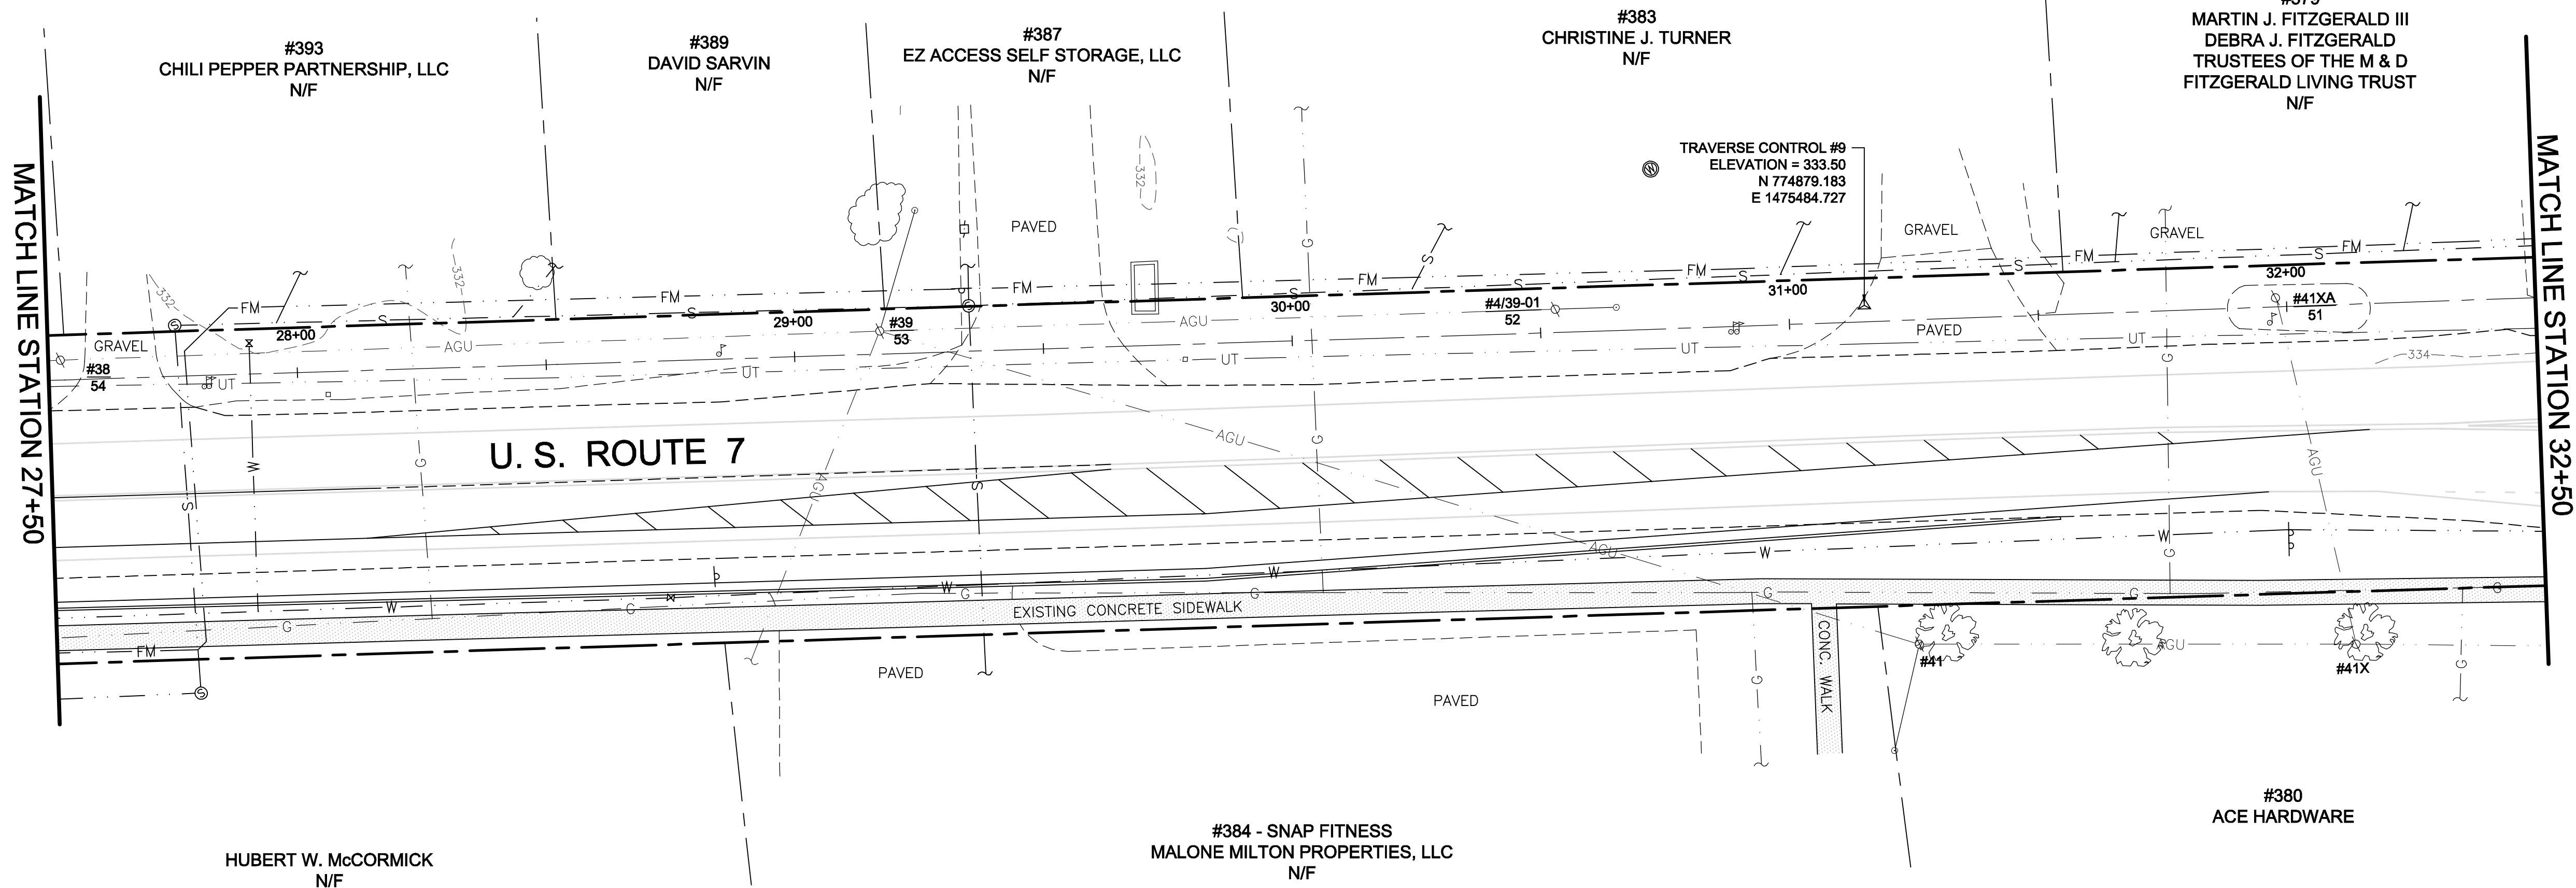 #393
CHILI PEPPER PARTNERSHIP, LLC
N/F
#389
DAVID SARVIN
N/F
#387
EZ ACCESS SELF STORAGE, LLC
N/F
#383
CHRISTINE J. TURNER
N/F
#379
MARTIN J. FITZGERALD III
DEBRA J. FITZGERALD
TRUSTEES OF THE M & D
FITZGERALD LIVING TRUST
N/F
MATCH LINE STATION 27+50
MATCH LINE STATION 32+50
TRAVERSE CONTROL #9
ELEVATION = 333.50
N 774879.183
E 1475484.727
W
332
332
332
PAVED
GRAVEL
GRAVEL
G
S
FM
FM
FM
FM
FM
FM
FM
S
S
S
S
S
S
S
S
S
GRAVEL
28+00
29+00
30+00
31+00
32+00
#38
54
#39
53
#4/39-01
52
#41XA
51
AGU
AGU
UT
UT
UT
UT
UT
PAVED
334
G
U. S. ROUTE 7
S
W
G
AGU
S
AGU
G
AGU
G
AGU
W
W
W
W
W
G
G
G
G
G
G
G
EXISTING CONCRETE SIDEWALK
FM
S
PAVED
PAVED
G
CONC. WALK
#41
AGU
#41X
G
HUBERT W. McCORMICK
N/F
#384 - SNAP FITNESS
MALONE MILTON PROPERTIES, LLC
N/F
#380
ACE HARDWARE